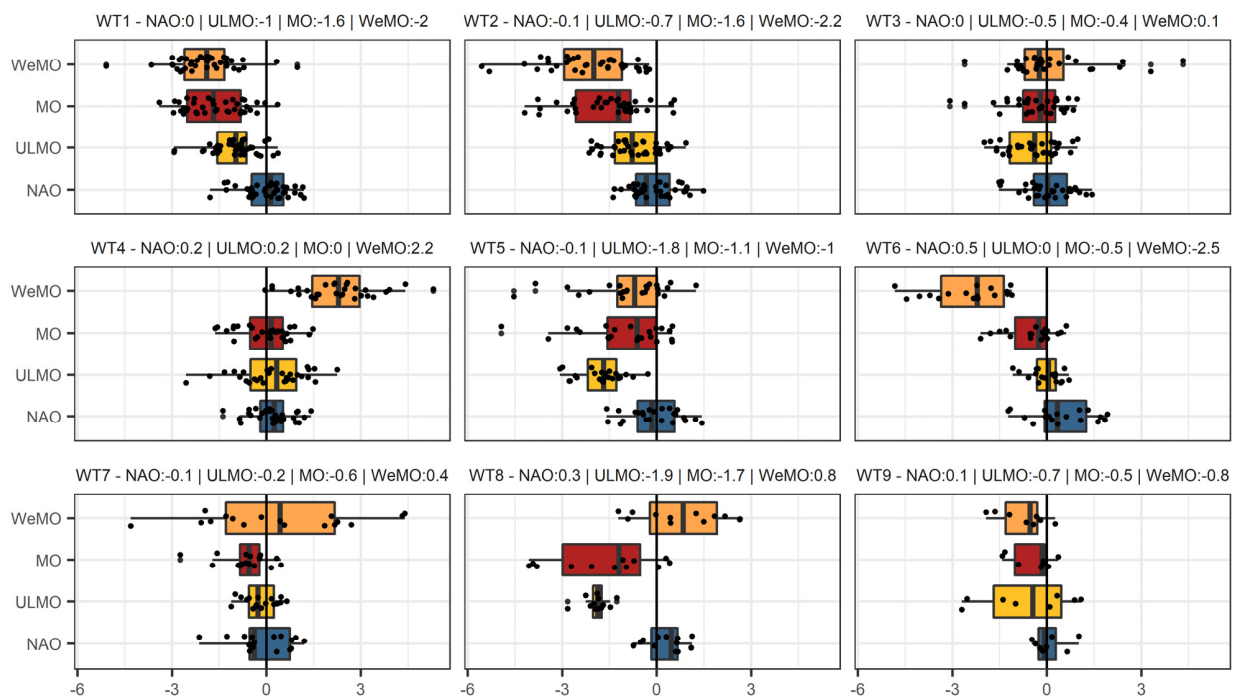 WT1 - NAO:0 | ULMO:-1 | MO:-1.6 | WeMO:-2
WT2 - NAO:-0.1 | ULMO:-0.7 | MO:-1.6 | WeMO:-2.2
WT3 - NAO:0 | ULMO:-0.5 | MO:-0.4 | WeMO:0.1
WeMO
MO
ULMO
NAO
WT4 - NAO:0.2 | ULMO:0.2 | MO:0 | WeMO:2.2
WT5 - NAO:-0.1 | ULMO:-1.8 | MO:-1.1 | WeMO:-1
WT6 - NAO:0.5 | ULMO:0 | MO:-0.5 | WeMO:-2.5
WeMO
MO
ULMO
NAO
WT7 - NAO:-0.1 | ULMO:-0.2 | MO:-0.6 | WeMO:0.4
WT8 - NAO:0.3 | ULMO:-1.9 | MO:-1.7 | WeMO:0.8
WT9 - NAO:0.1 | ULMO:-0.7 | MO:-0.5 | WeMO:-0.8
WeMO
MO
ULMO
NAO
-6 -3 0 3 -6 -3 0 3 -6 -3 0 3